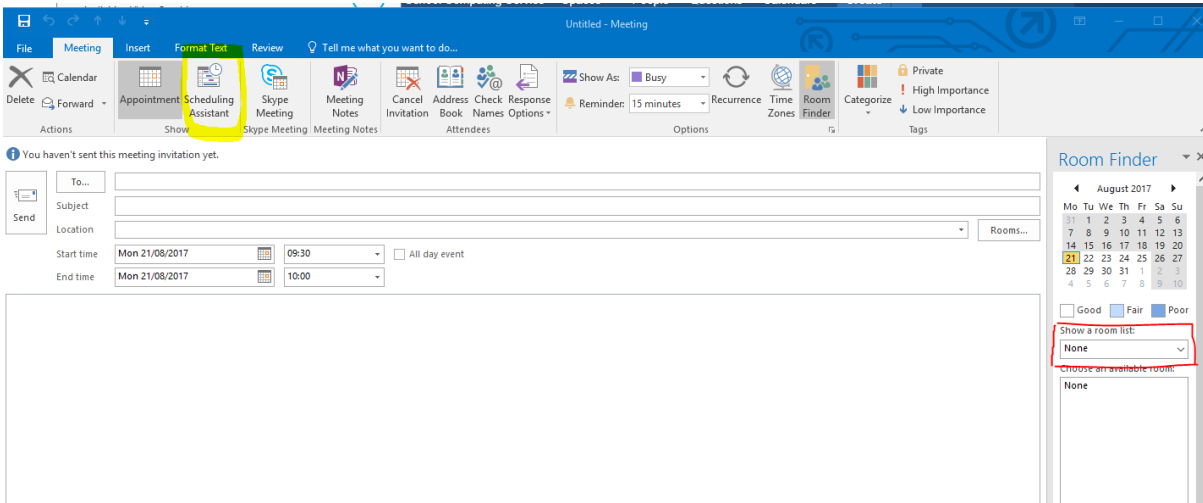 Untitled - Meeting
File Meeting Insert Format Text Review Tell me what you want to do...
Delete
Calendar
Forward
Actions
Appointment
Scheduling Assistant
Show
Skype Meeting
Skype Meeting
Meeting Notes
Meeting Notes
Cancel Invitation
Address Book
Check Names
Response Options
Attendees
Show As: Busy
Reminder: 15 minutes
Recurrence
Time Zones
Room Finder
Options
Categorize
Private
High Importance
Low Importance
Tags
You haven't sent this meeting invitation yet.
Send
To...
Subject
Location Rooms...
Start time Mon 21/08/2017 09:30 All day event
End time Mon 21/08/2017 10:00
Room Finder
August 2017
Mo Tu We Th Fr Sa Su
31 1 2 3 4 5 6
7 8 9 10 11 12 13
14 15 16 17 18 19 20
21 22 23 24 25 26 27
28 29 30 31 1 2 3
4 5 6 7 8 9 10
Good Fair Poor
Show a room list:
None
Choose an available room:
None